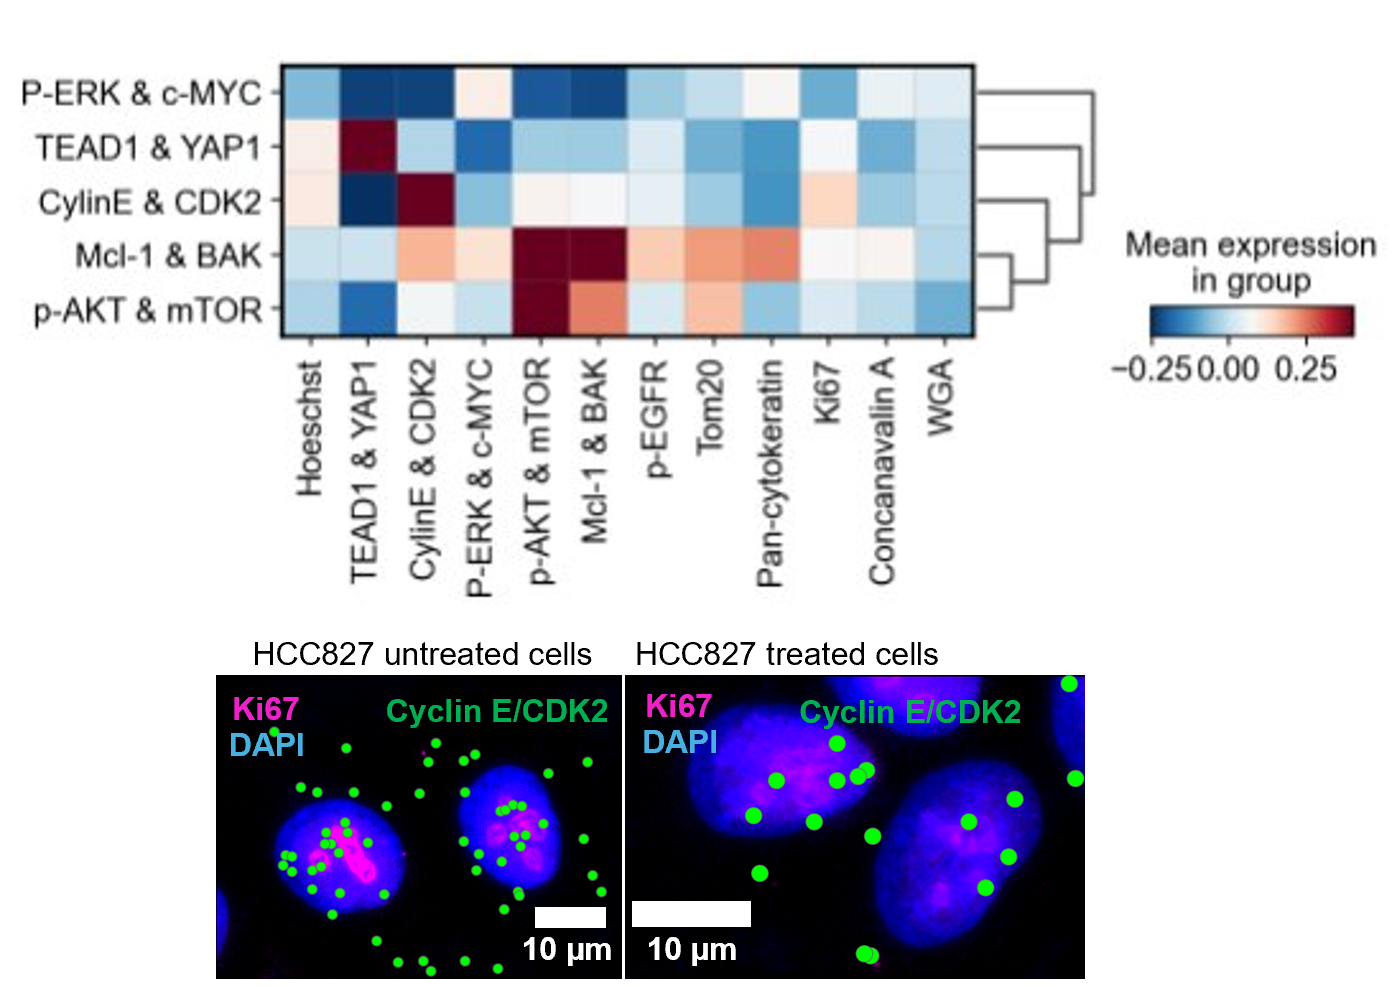 P-ERK & c-MYC
TEAD1 & YAP1
CylinE & CDK2
Mcl-1 & BAK
p-AKT & mTOR
Hoeschst
TEAD1 & YAP1
CylinE & CDK2
P-ERK & c-MYC
p-AKT & mTOR
Mcl-1 & BAK
p-EGFR
Tom20
Pan-cytokeratin
Ki67
Concanavalin A
WGA
Mean expression
in group
−0.25 0.00 0.25
HCC827 untreated cells
HCC827 treated cells
Ki67
Cyclin E/CDK2
DAPI
10 µm
Ki67
Cyclin E/CDK2
DAPI
10 µm